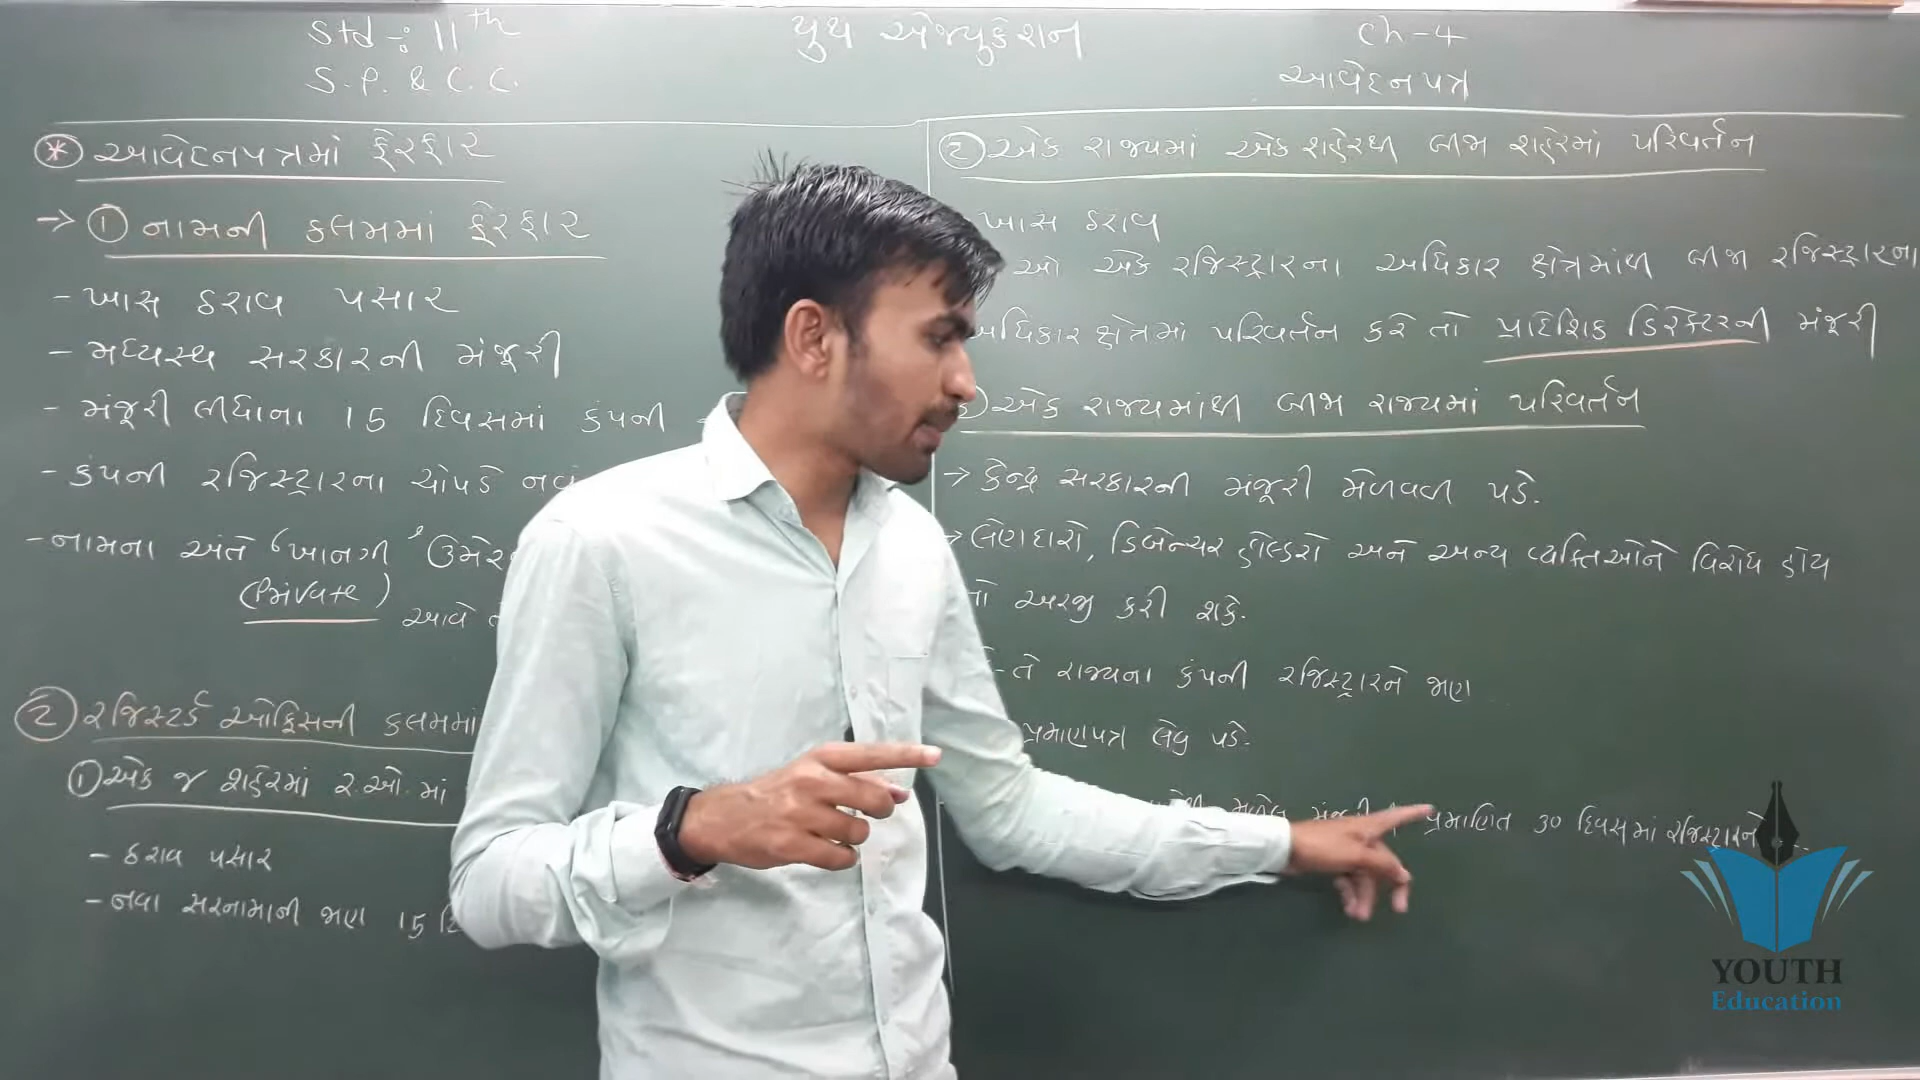 Std-: 11th
S.P. & C.C.
યુથ એજ્યુકેશન
Ch-4
આવેદનપત્ર
* આવેદનપત્રમાં ફેરફાર
→ ① નામની કલમમાં ફેરફાર
- ખાસ ઠરાવ પસાર
- મધ્યસ્થ સરકારની મંજૂરી
- મંજૂરી લીધાના 15 દિવસમાં કંપની
- કંપની રજિસ્ટ્રારના ચોપડે
- નામના અંતે 'ખાનગી'
(Private)
આવે
② રજિસ્ટર્ડ ઓફિસની કલમમાં
① એક જ શહેરમાં ર.ઓ.માં
- ઠરાવ પસાર
- નવા સરનામાની જાણ 15
② એક રાજ્યમાં એક શહેરથી બીજા શહેરમાં પરિવર્તન
ખાસ ઠરાવ
એક રજિસ્ટ્રારના અધિકાર ક્ષેત્રમાંથી બીજા રજિસ્ટ્રારના
અધિકાર ક્ષેત્રમાં પરિવર્તન કરે તો પ્રાદેશિક ડિરેક્ટરની મંજૂરી
એક રાજ્યમાંથી બીજા રાજ્યમાં પરિવર્તન
→ કેન્દ્ર સરકારની મંજૂરી મેળવવી પડે.
→ લેણદારો, ડિબેન્ચર હોલ્ડરો અને અન્ય વ્યક્તિઓને વિરોધ હોય
તો અરજી કરી શકે.
તે રાજ્યના કંપની રજિસ્ટ્રારને જાણ
પ્રમાણપત્ર લેવુ પડે.
પ્રમાણિત 30 દિવસમાં રજિસ્ટ્રારને
YOUTH
Education